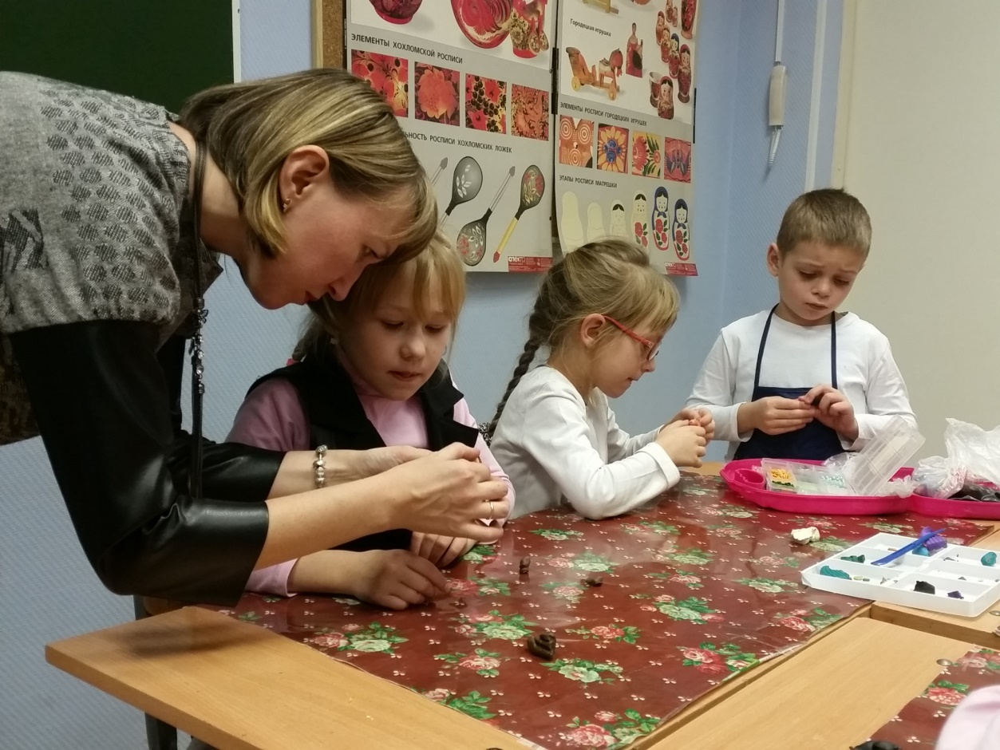 ЭЛЕМЕНТЫ ХОХЛОМСКОЙ РОСПИСИ
РОСПИСИ ХОХЛОМСКИХ ЛОЖЕК
Городецкая игрушка
ЭЛЕМЕНТЫ РОСПИСИ ГОРОДЕЦКИХ ИГРУШЕК
ЭТАПЫ РОСПИСИ МАТРЕШКИ